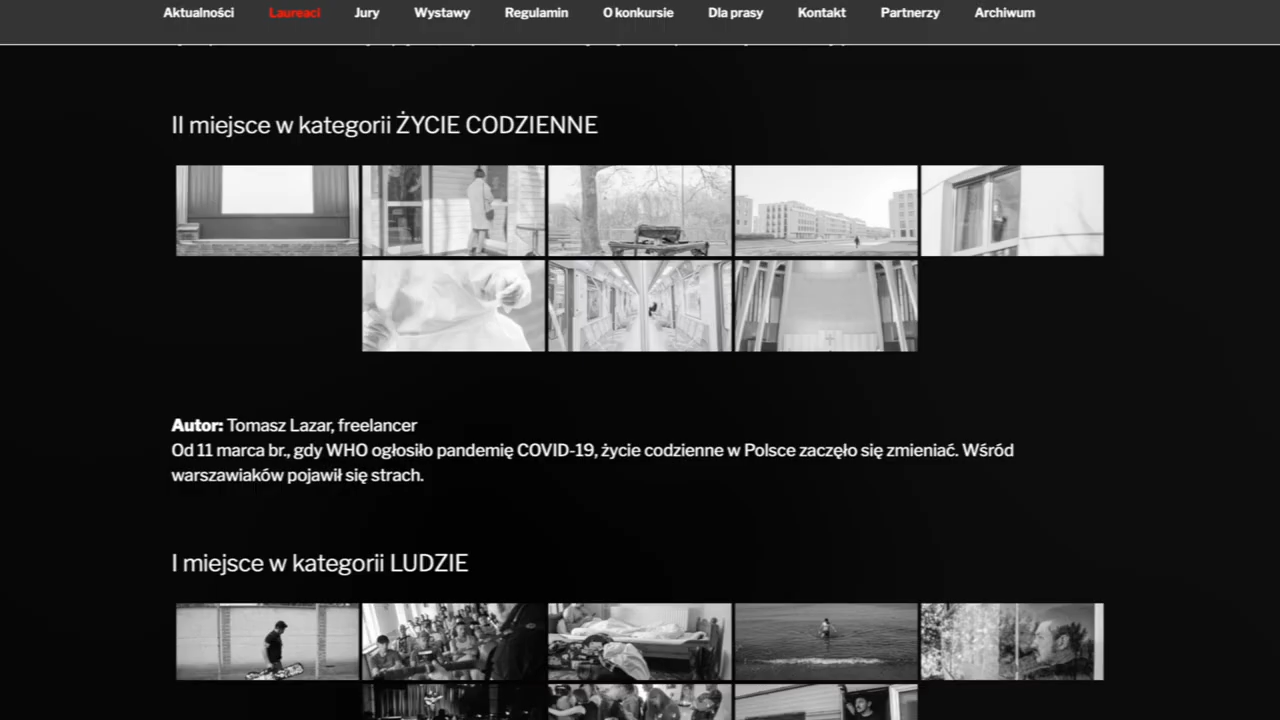 Aktualności Laureaci Jury Wystawy Regulamin O konkursie Dla prasy Kontakt Partnerzy Archiwum
II miejsce w kategorii ŻYCIE CODZIENNE
Autor: Tomasz Lazar, freelancer
Od 11 marca br., gdy WHO ogłosiło pandemię COVID-19, życie codzienne w Polsce zaczęło się zmieniać. Wśród
warszawiaków pojawił się strach.
I miejsce w kategorii LUDZIE